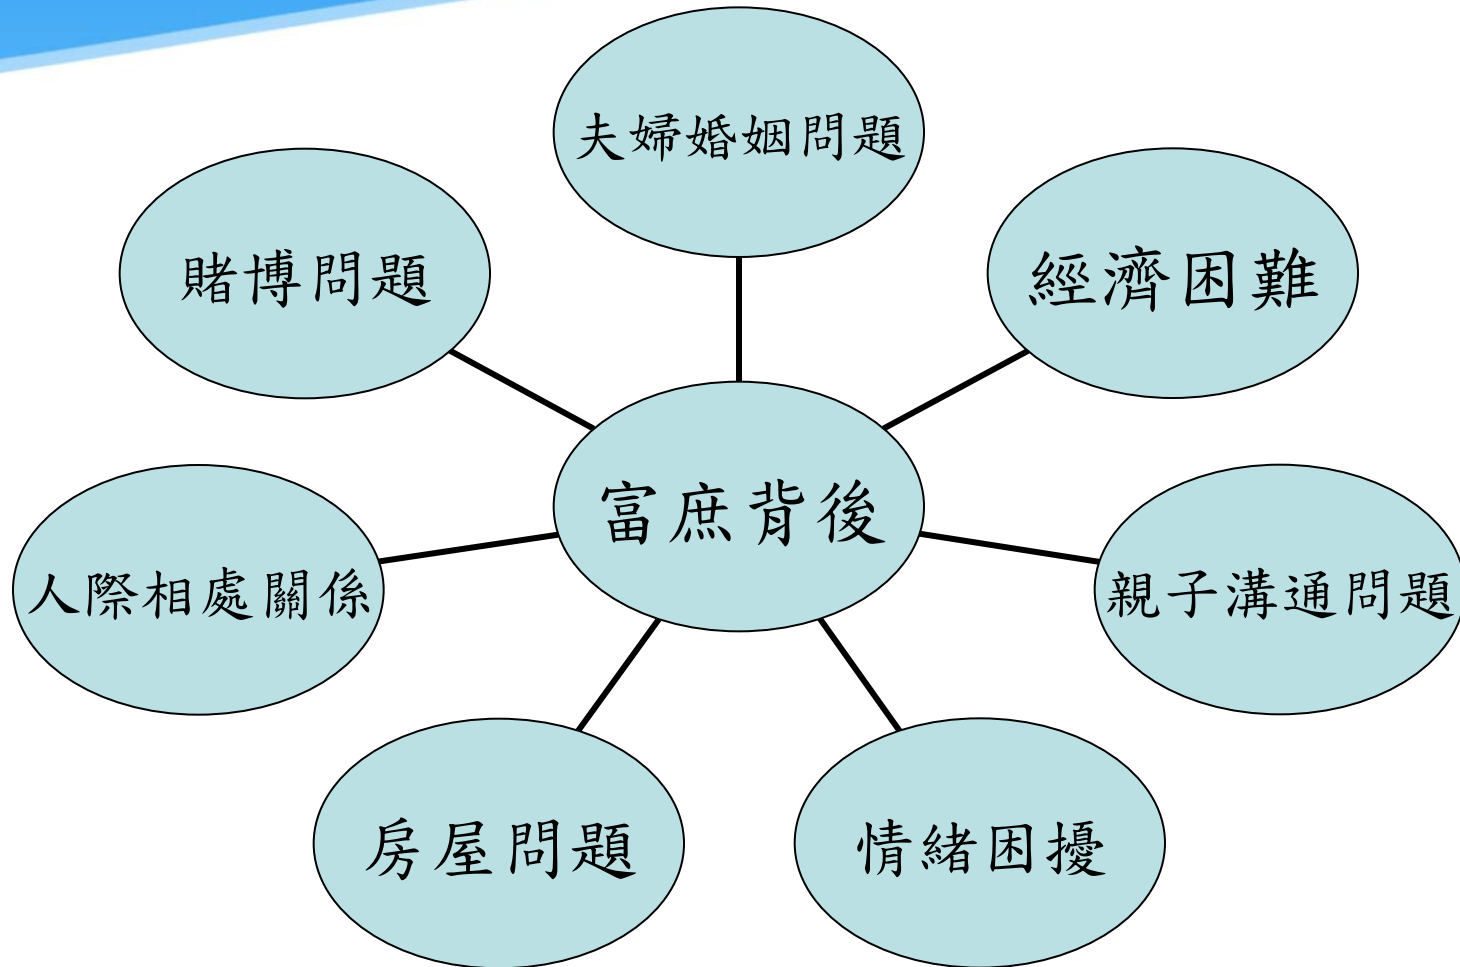 夫婦婚姻問題
賭博問題
經濟困難
富庶背後
人際相處關係
親子溝通問題
房屋問題
情緒困擾